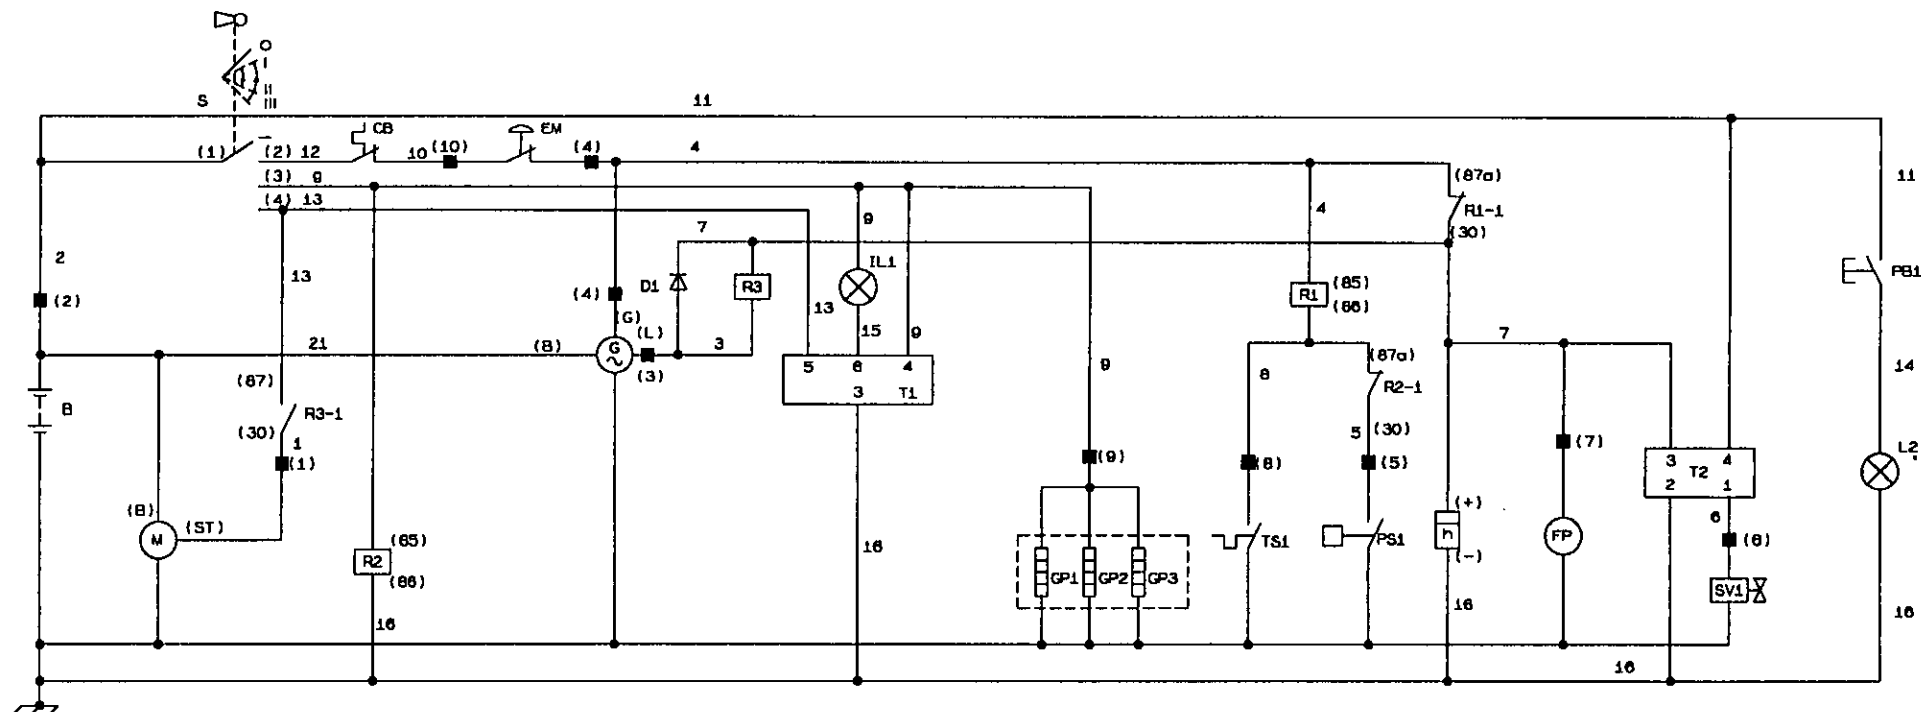 O
I
II
III
S 11
(1) (2) 12 CB 10 (10) EM (4) 4
(3) 9
(4) 13
(87a)
11
R1-1
(30)
4
9
7
2
IL1
PB1
13
D1
R3
(85)
R1
(86)
(2)
(4)
13
(G)
15
9
(L)
21 (B) G 3 7
(3)
(87a)
5 6 4
3 T1
9
14
(87)
8
R2-1
B
R3-1
(30)
1
5 (30)
(1)
(9)
(8)
(5)
(7)
3 4
T2
2 1
L2
(B)
M
(ST)
(+)
h
(-)
6
(6)
TS1
PS1
FP
16
(85)
R2
(86)
GP1 GP2 GP3
SV1
16
16
16
16